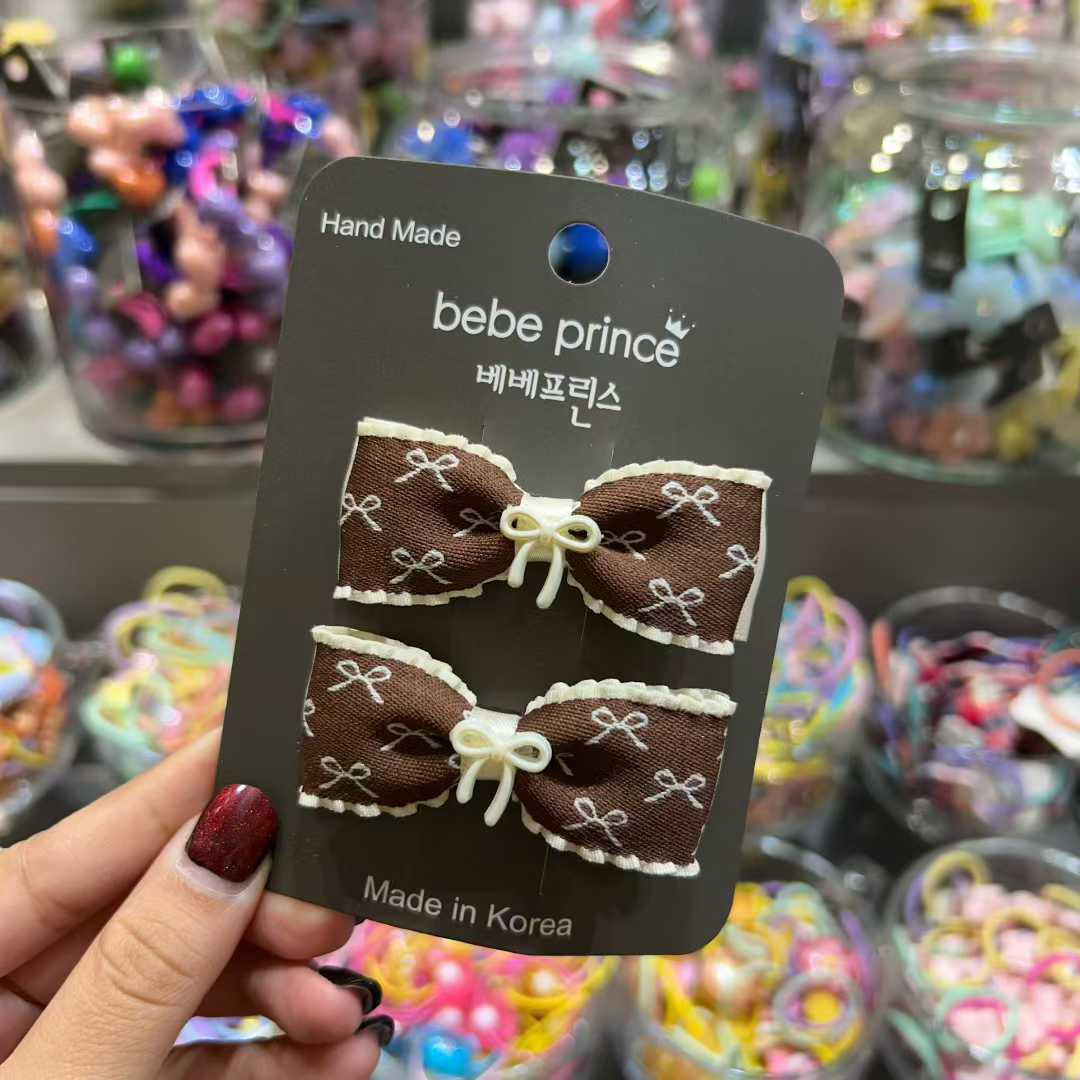 Hand Made
bebe prince
베베프린스
Made in Korea